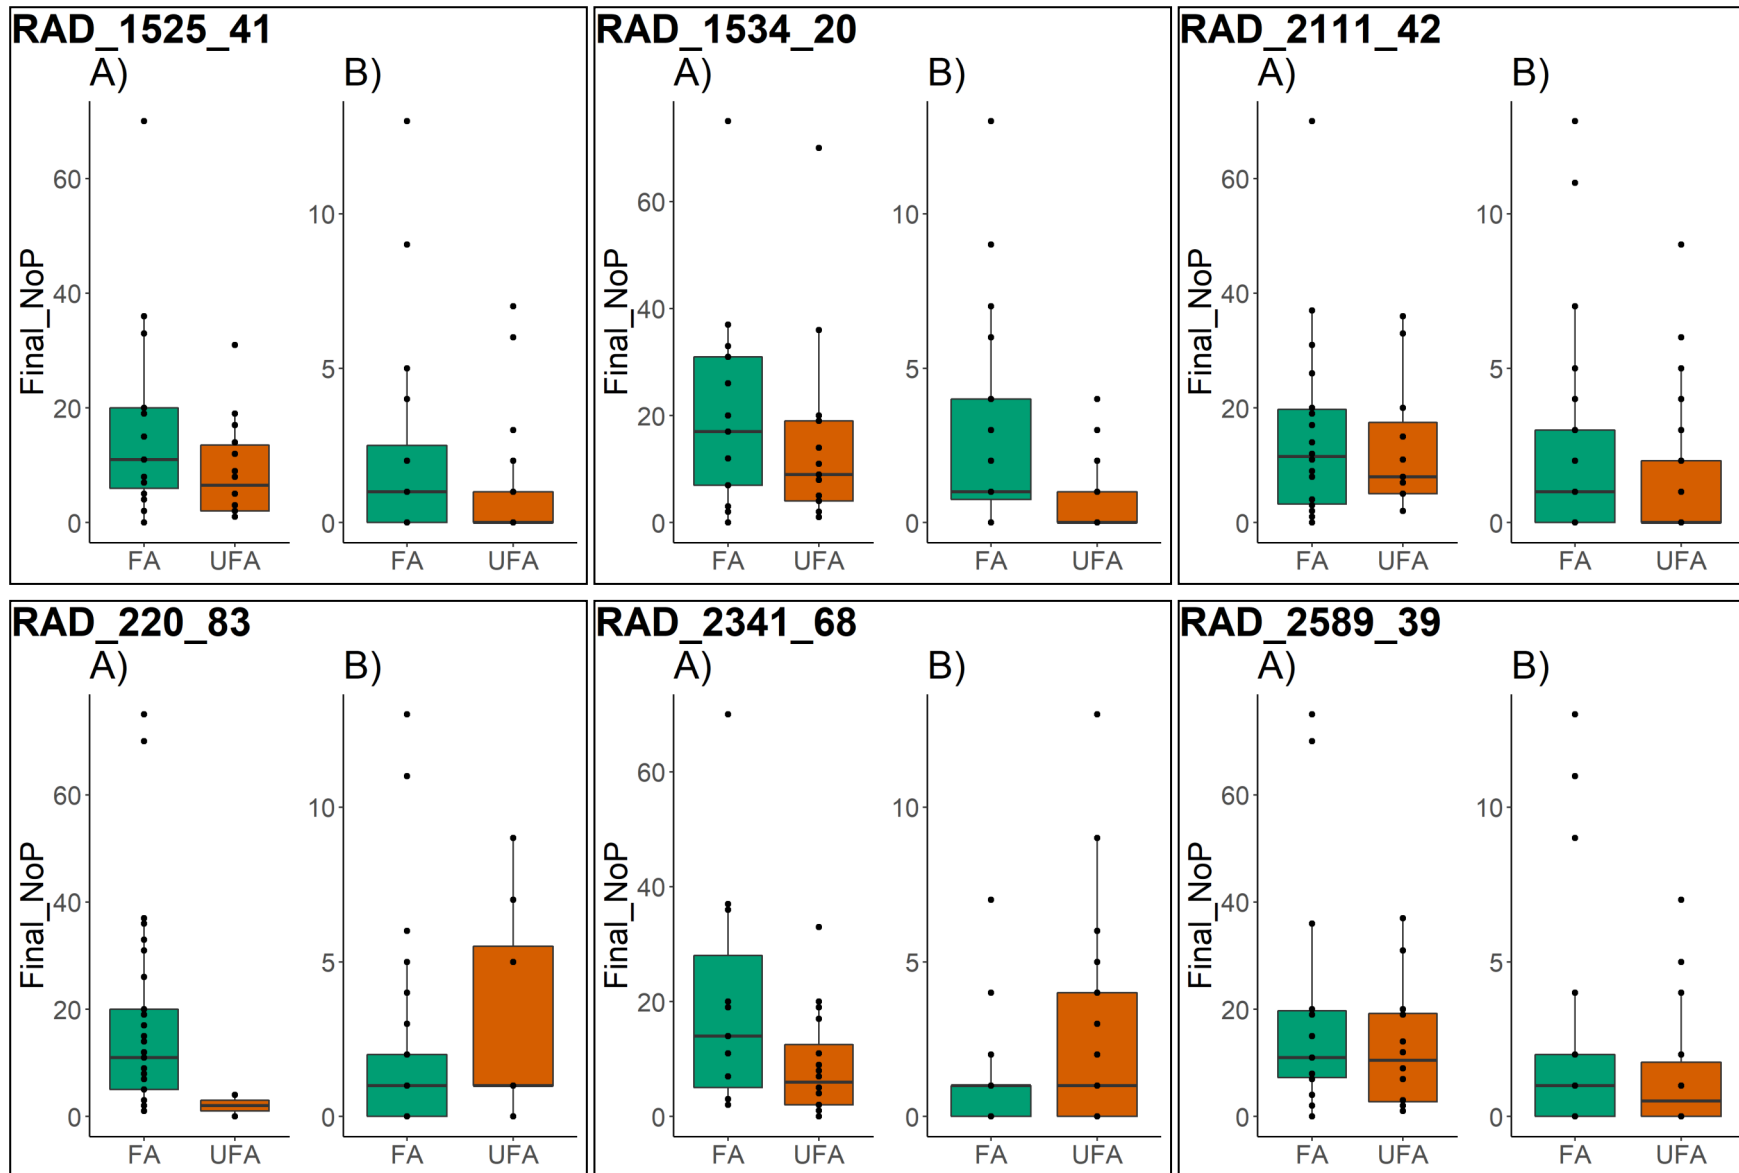 RAD_1525_41
A)
B)
Final_NoP
60
40
20
0
10
5
0
FA
UFA
FA
UFA
RAD_1534_20
A)
B)
Final_NoP
60
40
20
0
10
5
0
FA
UFA
FA
UFA
RAD_2111_42
A)
B)
Final_NoP
60
40
20
0
10
5
0
FA
UFA
FA
UFA
RAD_220_83
A)
B)
Final_NoP
60
40
20
0
10
5
0
FA
UFA
FA
UFA
RAD_2341_68
A)
B)
Final_NoP
60
40
20
0
10
5
0
FA
UFA
FA
UFA
RAD_2589_39
A)
B)
Final_NoP
60
40
20
0
10
5
0
FA
UFA
FA
UFA